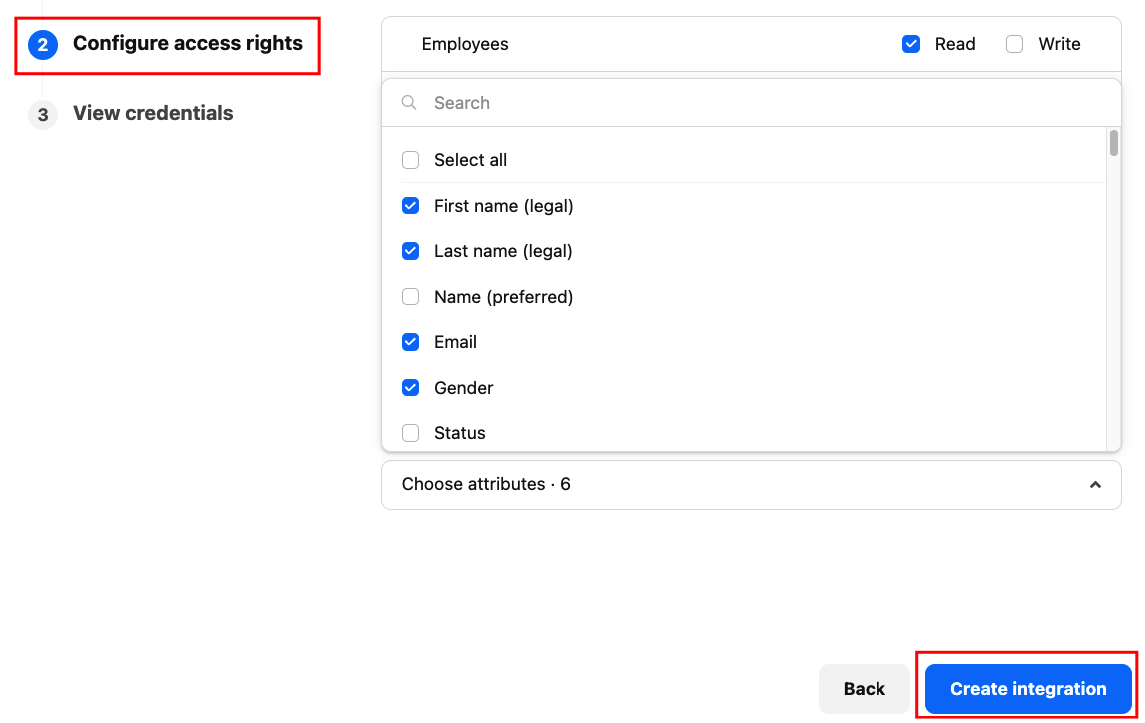 2 Configure access rights
3 View credentials
Employees Read Write
Search
Select all
First name (legal)
Last name (legal)
Name (preferred)
Email
Gender
Status
Choose attributes · 6
Back Create integration